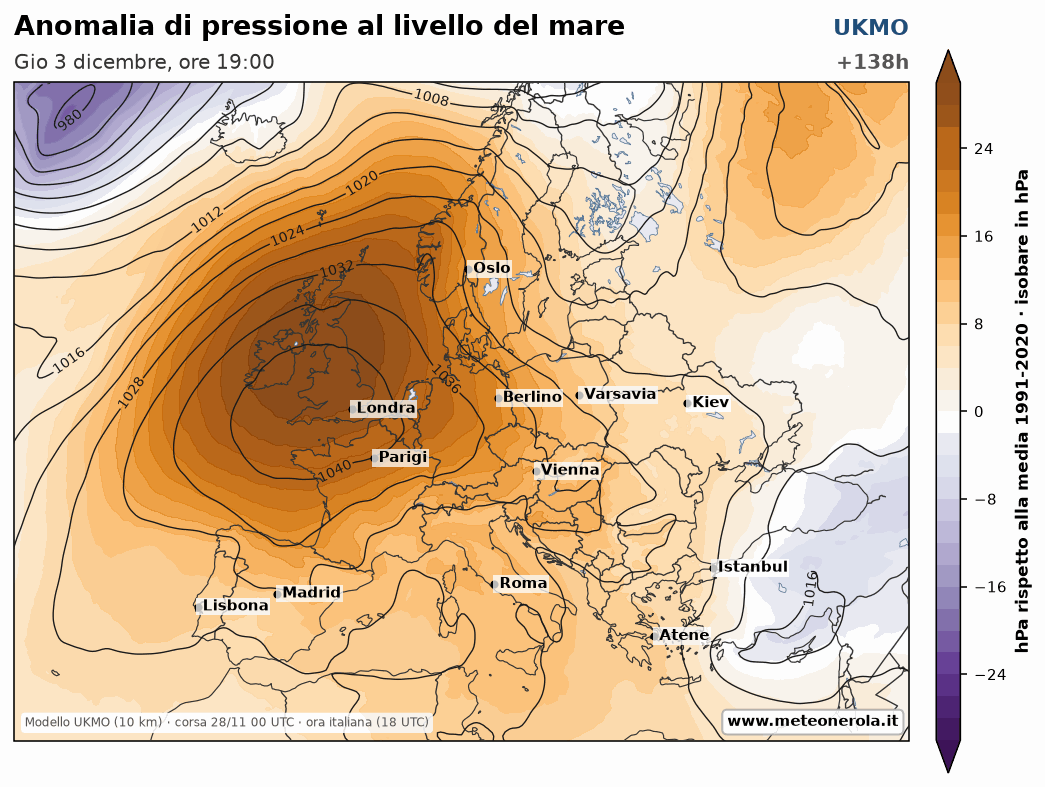 Anomalia di pressione al livello del mare
UKMO
Gio 3 dicembre, ore 19:00
+138h
980
1008
1020
1012
1024
1032
1016
1028
1036
1040
1016
Oslo
Londra
Berlino
Varsavia
Kiev
Parigi
Vienna
Istanbul
Roma
Madrid
Lisbona
Atene
24
16
8
0
−8
−16
−24
hPa rispetto alla media 1991-2020 · isobare in hPa
Modello UKMO (10 km) · corsa 28/11 00 UTC · ora italiana (18 UTC)
www.meteonerola.it